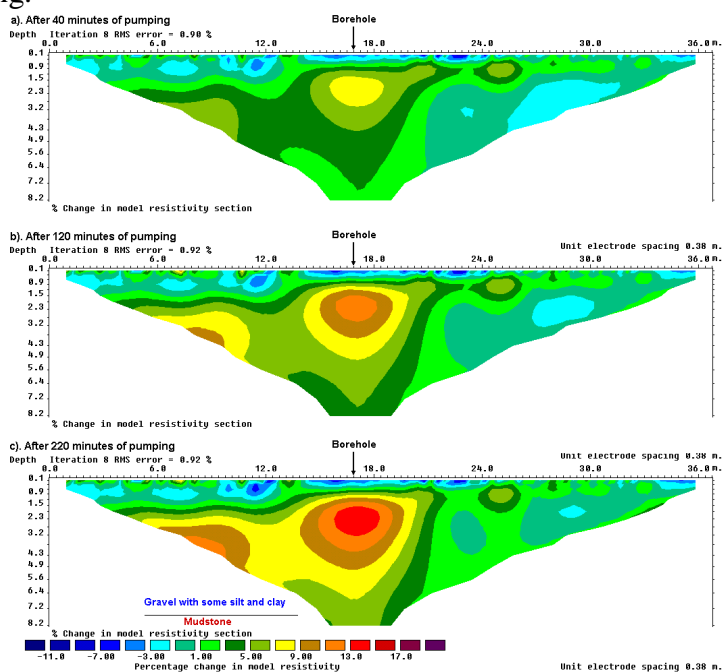 g.
a). After 40 minutes of pumping Borehole
Depth Iteration 8 RMS error = 0.90 %
0.0 6.0 12.0 18.0 24.0 30.0 36.0 m.
0.1
0.9
1.5
2.3
3.2
4.3
4.9
5.6
6.4
7.2
8.2
% Change in model resistivity section
b). After 120 minutes of pumping Borehole
Depth Iteration 8 RMS error = 0.92 % Unit electrode spacing 0.38 m.
0.0 6.0 12.0 18.0 24.0 30.0 36.0 m.
0.1
0.9
1.5
2.3
3.2
4.3
4.9
5.6
6.4
7.2
8.2
% Change in model resistivity section
c). After 220 minutes of pumping Borehole
Depth Iteration 8 RMS error = 0.92 % Unit electrode spacing 0.38 m.
0.0 6.0 12.0 18.0 24.0 30.0 36.0 m.
0.1
0.9
1.5
2.3
3.2
4.3
4.9
5.6
6.4
7.2
8.2
Gravel with some silt and clay
Mudstone
% Change in model resistivity section
-11.0 -7.00 -3.00 1.00 5.00 9.00 13.0 17.0
Percentage change in model resistivity Unit electrode spacing 0.38 m.